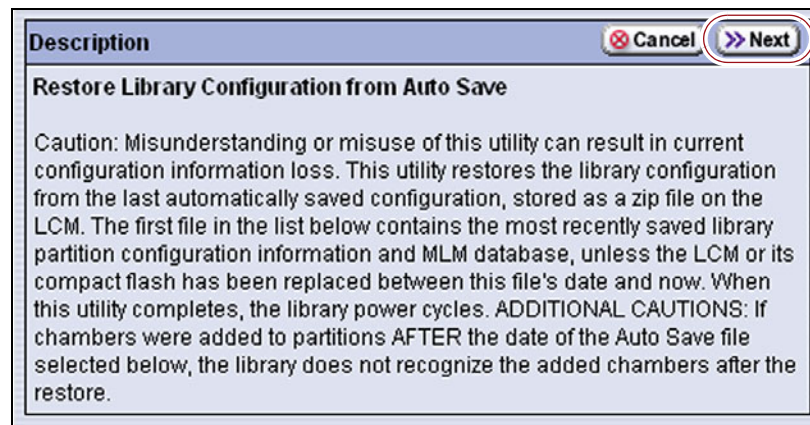 Description Cancel Next
Restore Library Configuration from Auto Save
Caution: Misunderstanding or misuse of this utility can result in current
configuration information loss. This utility restores the library configuration
from the last automatically saved configuration, stored as a zip file on the
LCM. The first file in the list below contains the most recently saved library
partition configuration information and MLM database, unless the LCM or its
compact flash has been replaced between this file's date and now. When
this utility completes, the library power cycles. ADDITIONAL CAUTIONS: If
chambers were added to partitions AFTER the date of the Auto Save file
selected below, the library does not recognize the added chambers after the
restore.